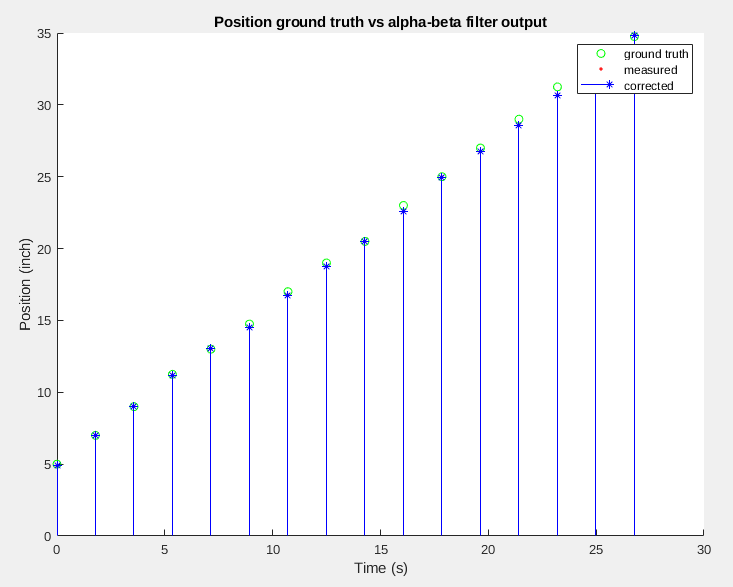 Position ground truth vs alpha-beta filter output
ground truth
measured
corrected
35
30
25
20
15
10
5
0
Position (inch)
0 5 10 15 20 25 30
Time (s)